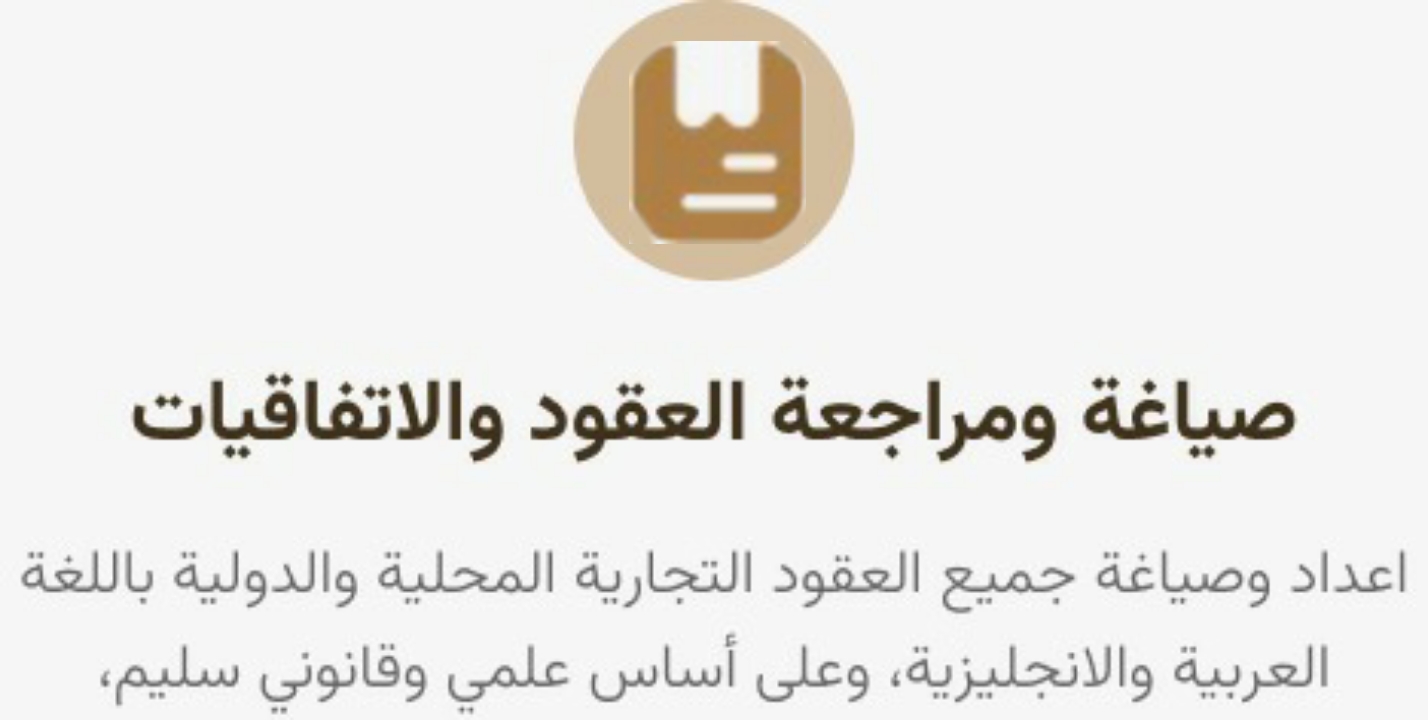 صياغة ومراجعة العقود والاتفاقيات
اعداد وصياغة جميع العقود التجارية المحلية والدولية باللغة
العربية والانجليزية، وعلى أساس علمي وقانوني سليم،